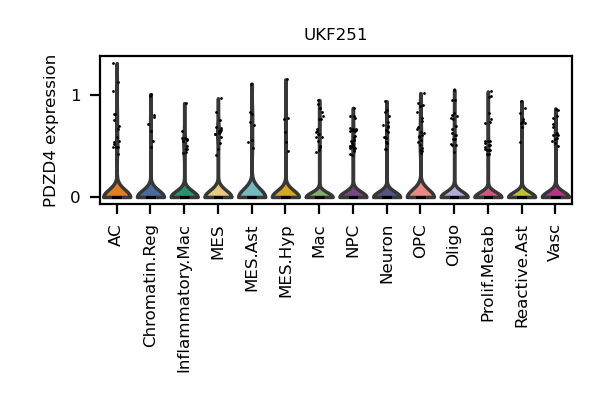 UKF251
PDZD4 expression
1
0
AC
Chromatin.Reg
Inflammatory.Mac
MES
MES.Ast
MES.Hyp
Mac
NPC
Neuron
OPC
Oligo
Prolif.Metab
Reactive.Ast
Vasc